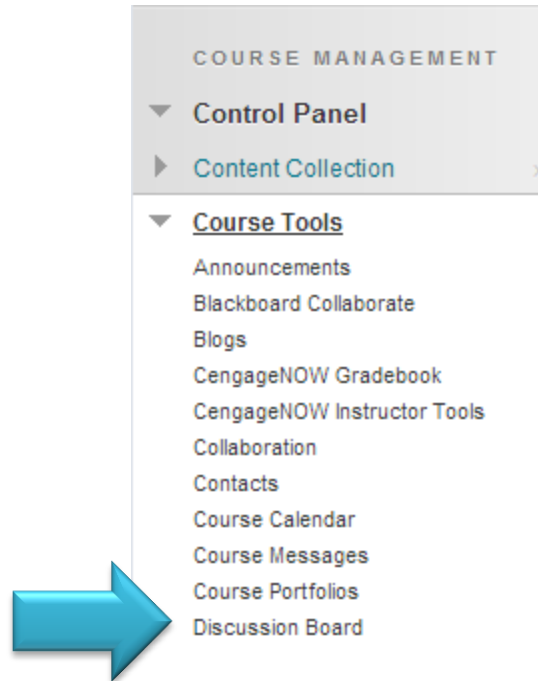 COURSE MANAGEMENT
Control Panel
Content Collection
Course Tools
Announcements
Blackboard Collaborate
Blogs
CengageNOW Gradebook
CengageNOW Instructor Tools
Collaboration
Contacts
Course Calendar
Course Messages
Course Portfolios
Discussion Board